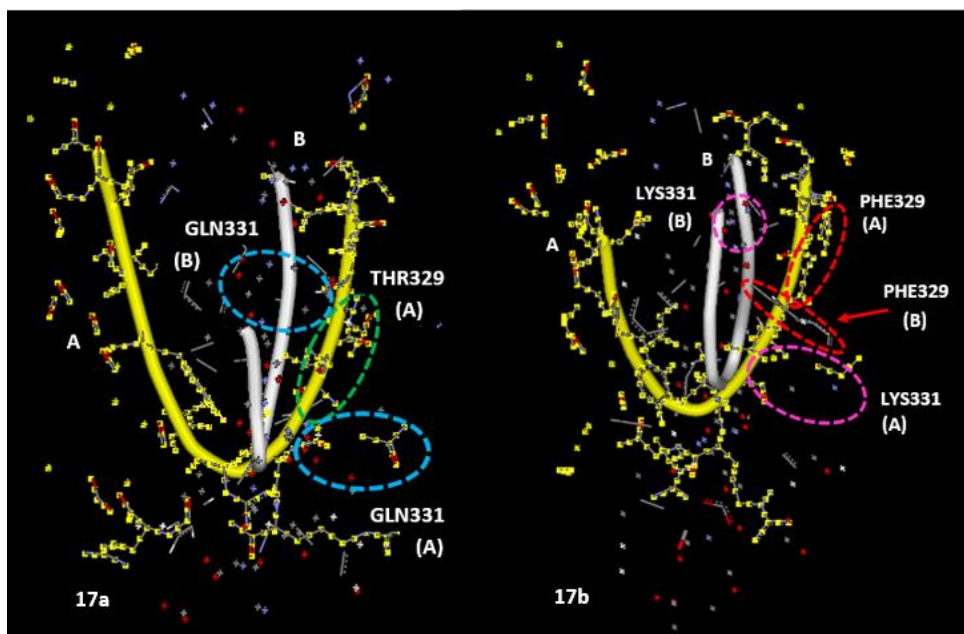 B
GLN331
(B)
THR329
(A)
A
GLN331
(A)
17a
B
LYS331
(B)
PHE329
(A)
A
PHE329
(B)
LYS331
(A)
17b